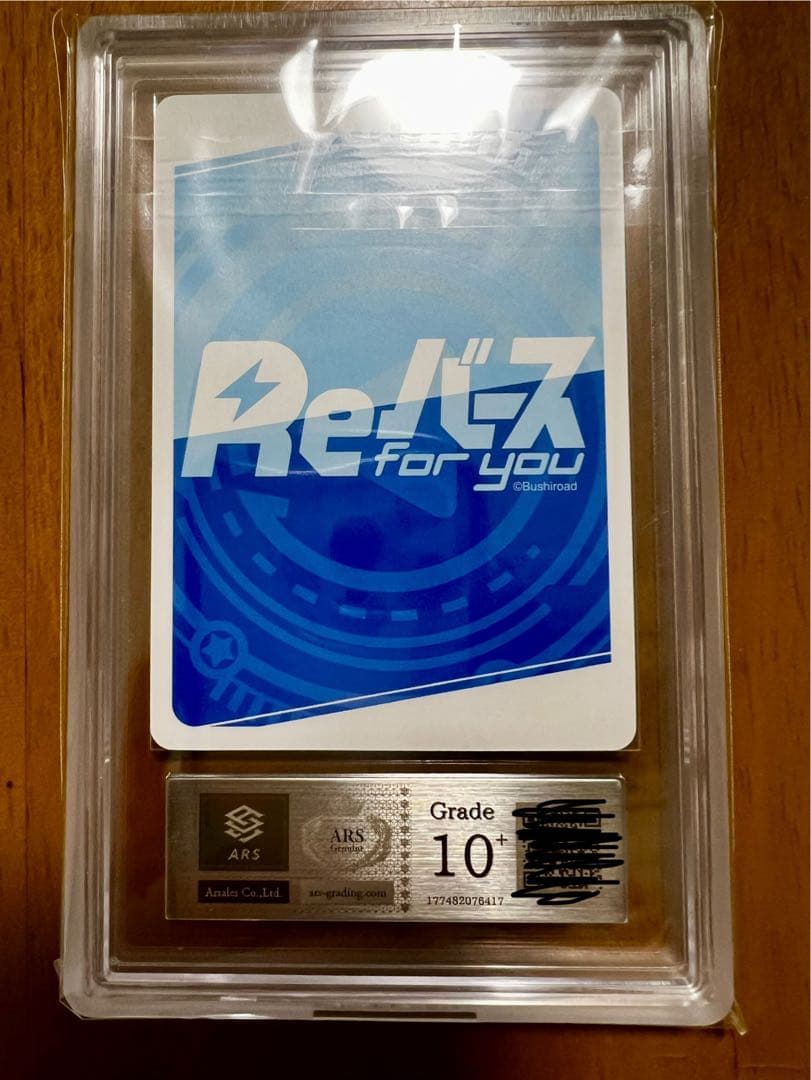 Reバース
for you
©Bushiroad
ARS
Arsales Co.,Ltd.
ARS
Genuine
ars-grading.com
Grade
10+
177482076417